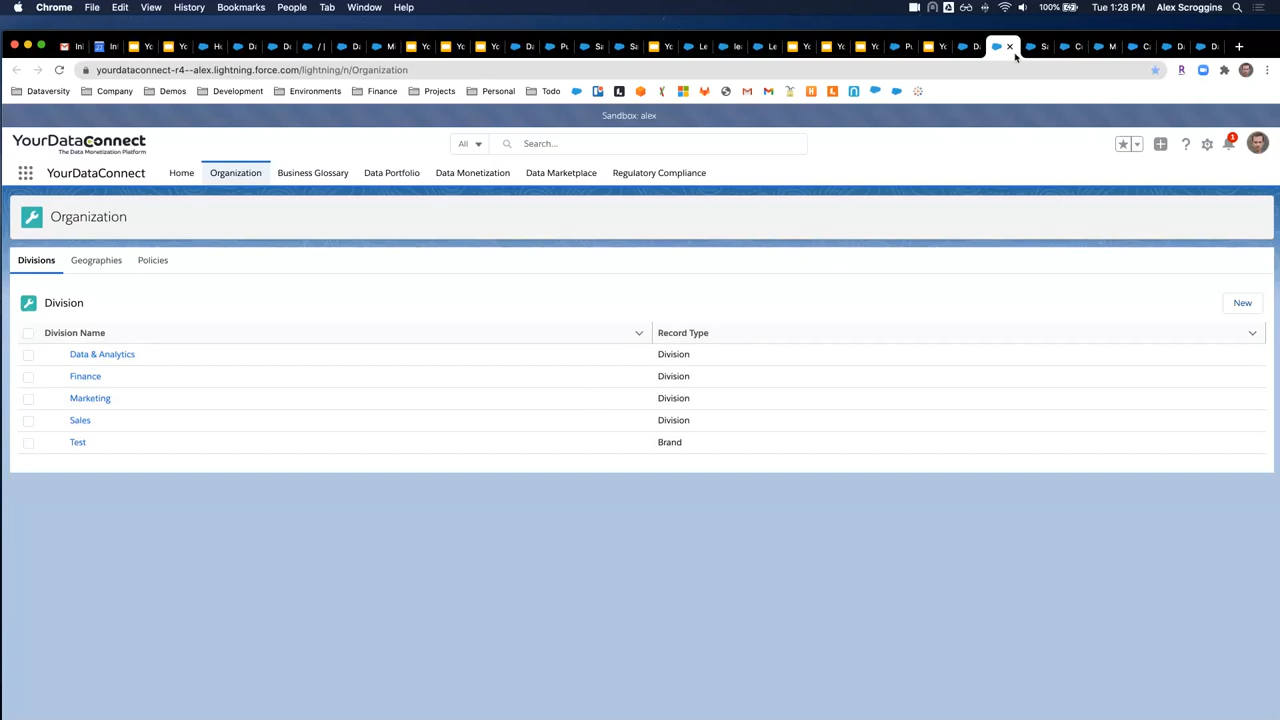 Chrome File Edit View History Bookmarks People Tab Window Help 100% Tue 1:28 PM Alex Scroggins
yourdataconnect-r4--alex.lightning.force.com/lightning/n/Organization
Dataversity Company Demos Development Environments Finance Projects Personal Todo
Sandbox: alex
YourDataConnect
The Data Monetization Platform
All Search... 1
YourDataConnect Home Organization Business Glossary Data Portfolio Data Monetization Data Marketplace Regulatory Compliance
Organization
Divisions Geographies Policies
Division New
Division Name Record Type
Data & Analytics Division
Finance Division
Marketing Division
Sales Division
Test Brand